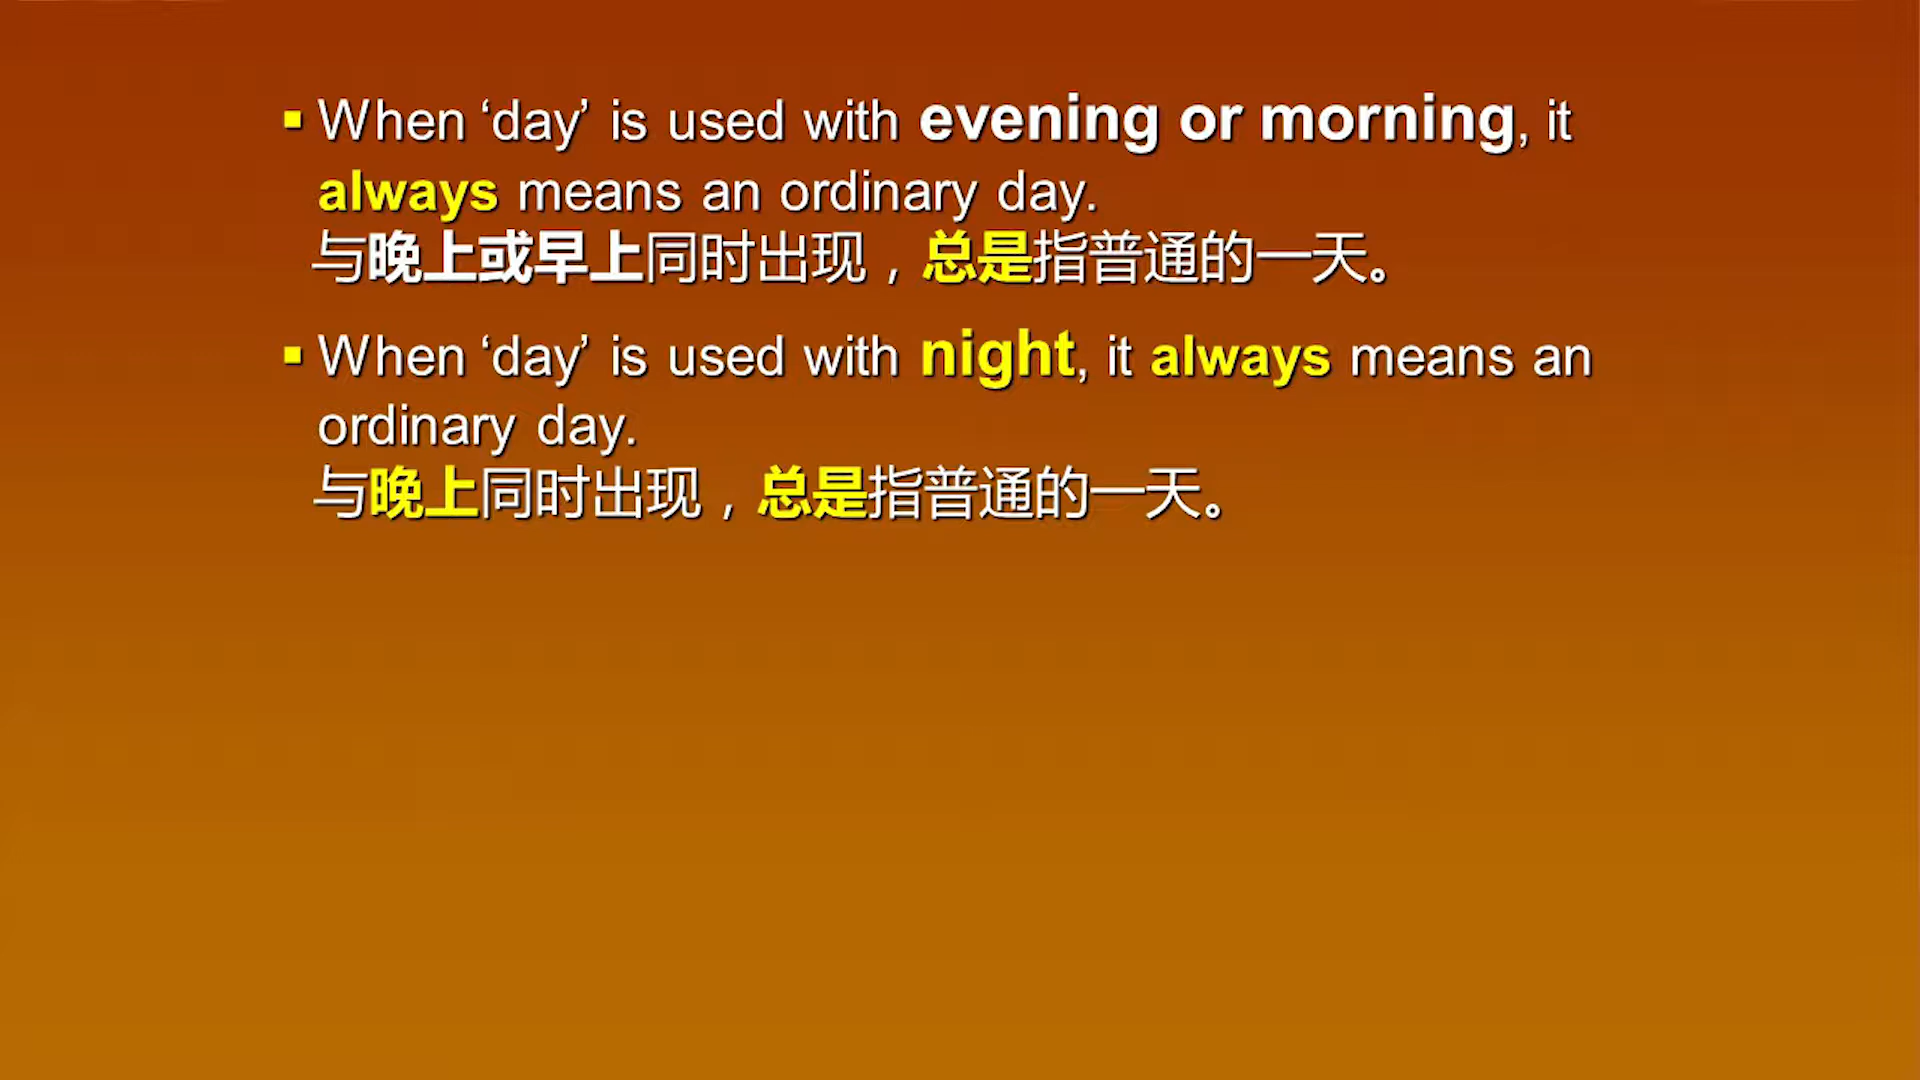 When ‘day’ is used with evening or morning, it
always means an ordinary day.
与晚上或早上同时出现，总是指普通的一天。
When ‘day’ is used with night, it always means an
ordinary day.
与晚上同时出现，总是指普通的一天。